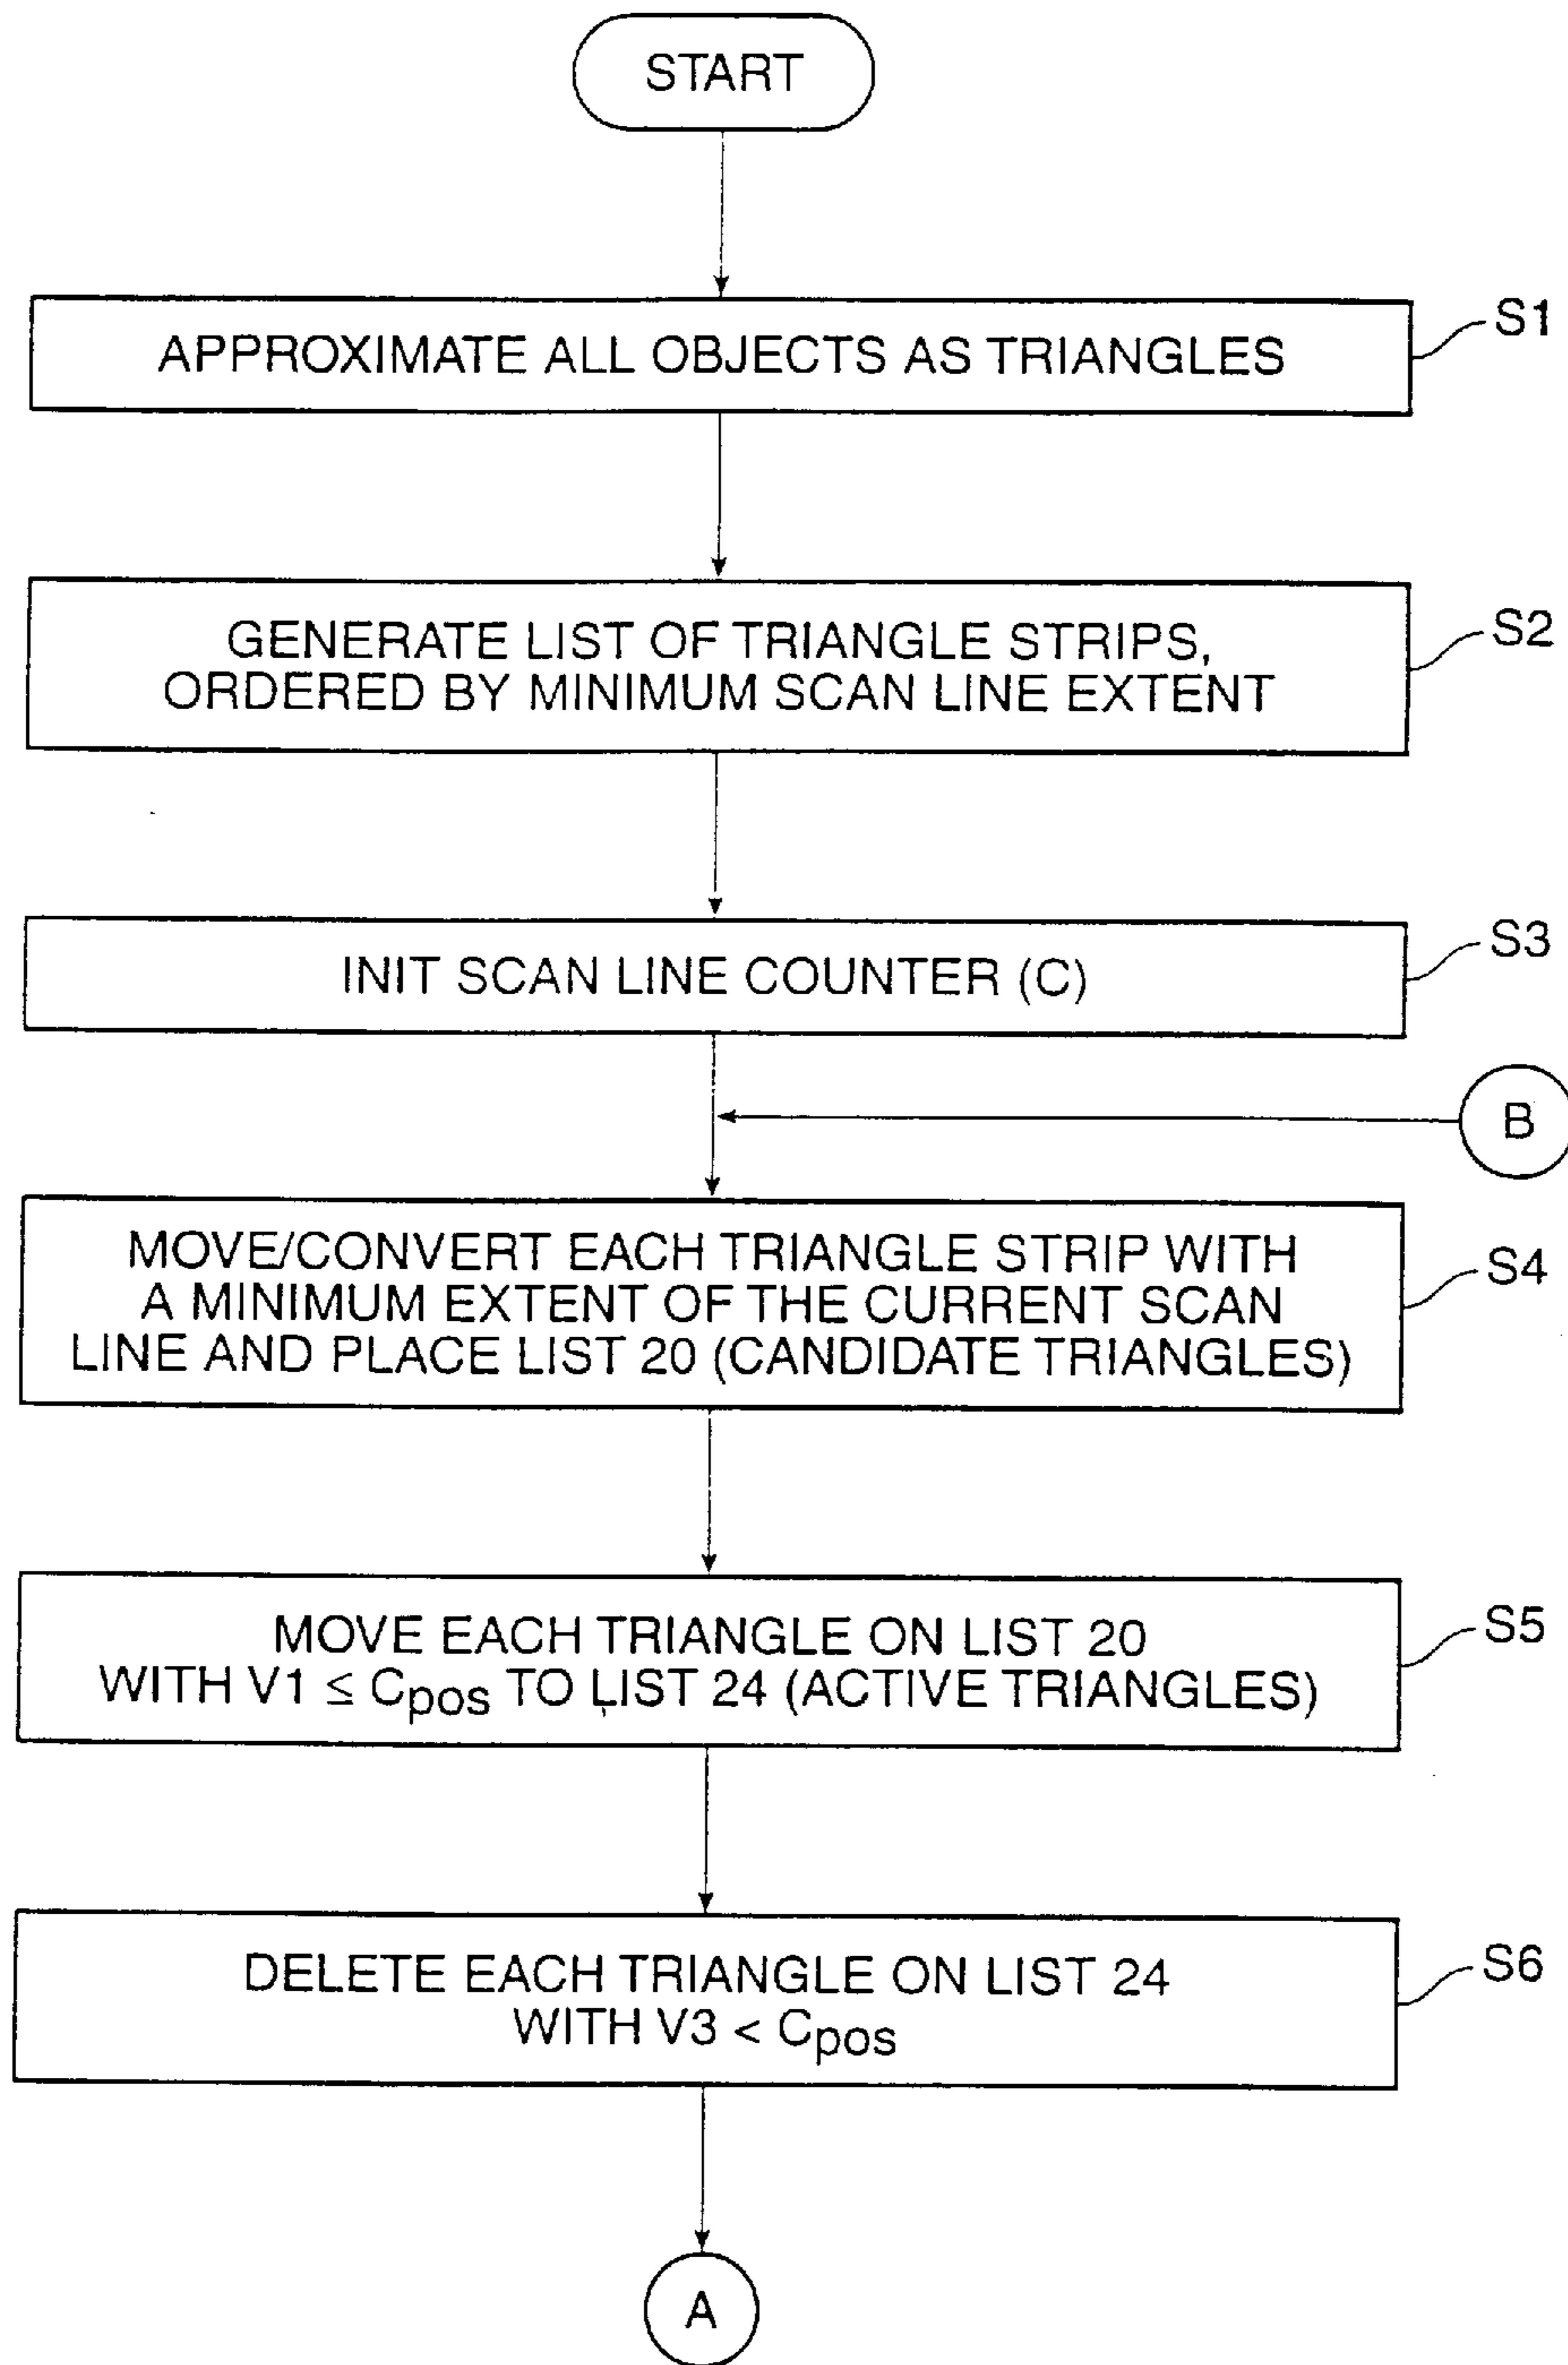 START
APPROXIMATE ALL OBJECTS AS TRIANGLES
S1
GENERATE LIST OF TRIANGLE STRIPS,
ORDERED BY MINIMUM SCAN LINE EXTENT
S2
INIT SCAN LINE COUNTER (C)
S3
B
MOVE/CONVERT EACH TRIANGLE STRIP WITH
A MINIMUM EXTENT OF THE CURRENT SCAN
LINE AND PLACE LIST 20 (CANDIDATE TRIANGLES)
S4
MOVE EACH TRIANGLE ON LIST 20
WITH V1 ≤ Cpos TO LIST 24 (ACTIVE TRIANGLES)
S5
DELETE EACH TRIANGLE ON LIST 24
WITH V3 < Cpos
S6
A